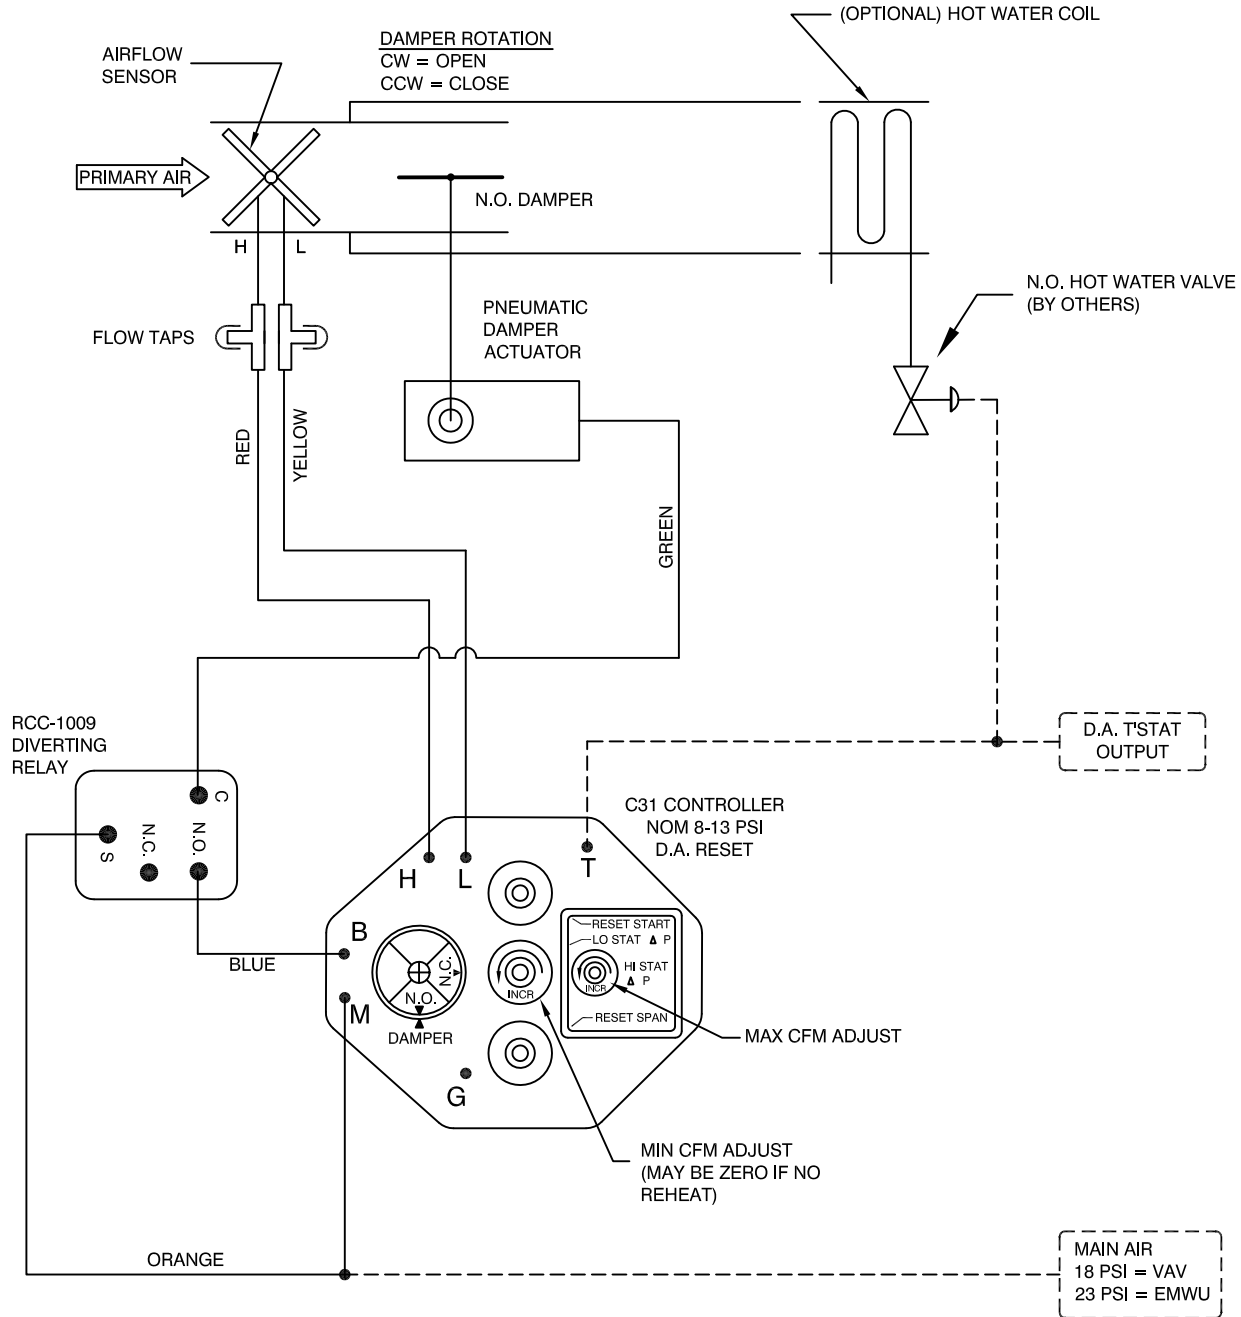 (OPTIONAL) HOT WATER COIL
AIRFLOW
SENSOR
DAMPER ROTATION
CW = OPEN
CCW = CLOSE
PRIMARY AIR
N.O. DAMPER
H
L
N.O. HOT WATER VALVE
(BY OTHERS)
FLOW TAPS
PNEUMATIC
DAMPER
ACTUATOR
RED
YELLOW
GREEN
RCC-1009
DIVERTING
RELAY
D.A. T'STAT
OUTPUT
C
S
N.C.
N.O.
C31 CONTROLLER
NOM 8-13 PSI
D.A. RESET
H
L
T
B
M
BLUE
N.C.
N.O.
DAMPER
INCR
RESET START
LO STAT Δ P
HI STAT
Δ P
INCR
RESET SPAN
G
MAX CFM ADJUST
MIN CFM ADJUST
(MAY BE ZERO IF NO
REHEAT)
ORANGE
MAIN AIR
18 PSI = VAV
23 PSI = EMWU